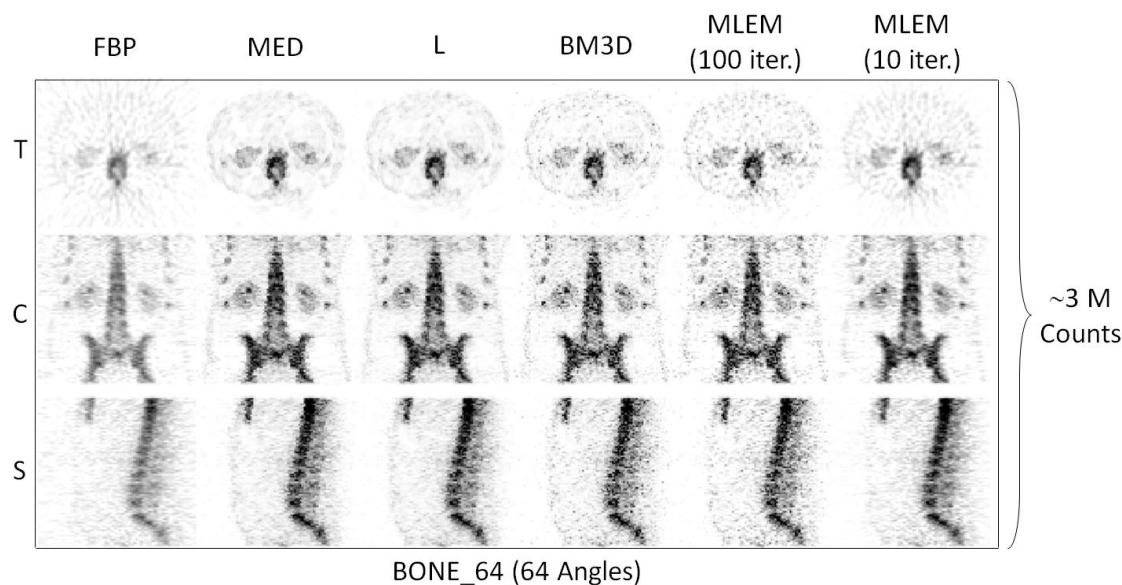 FBP
MED
L
BM3D
MLEM
(100 iter.)
MLEM
(10 iter.)
T
C
S
~3 M
Counts
BONE_64 (64 Angles)